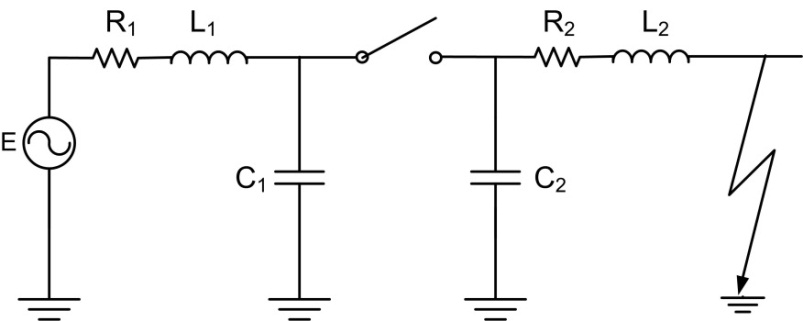 R₁ L₁ R₂ L₂
E C₁ C₂